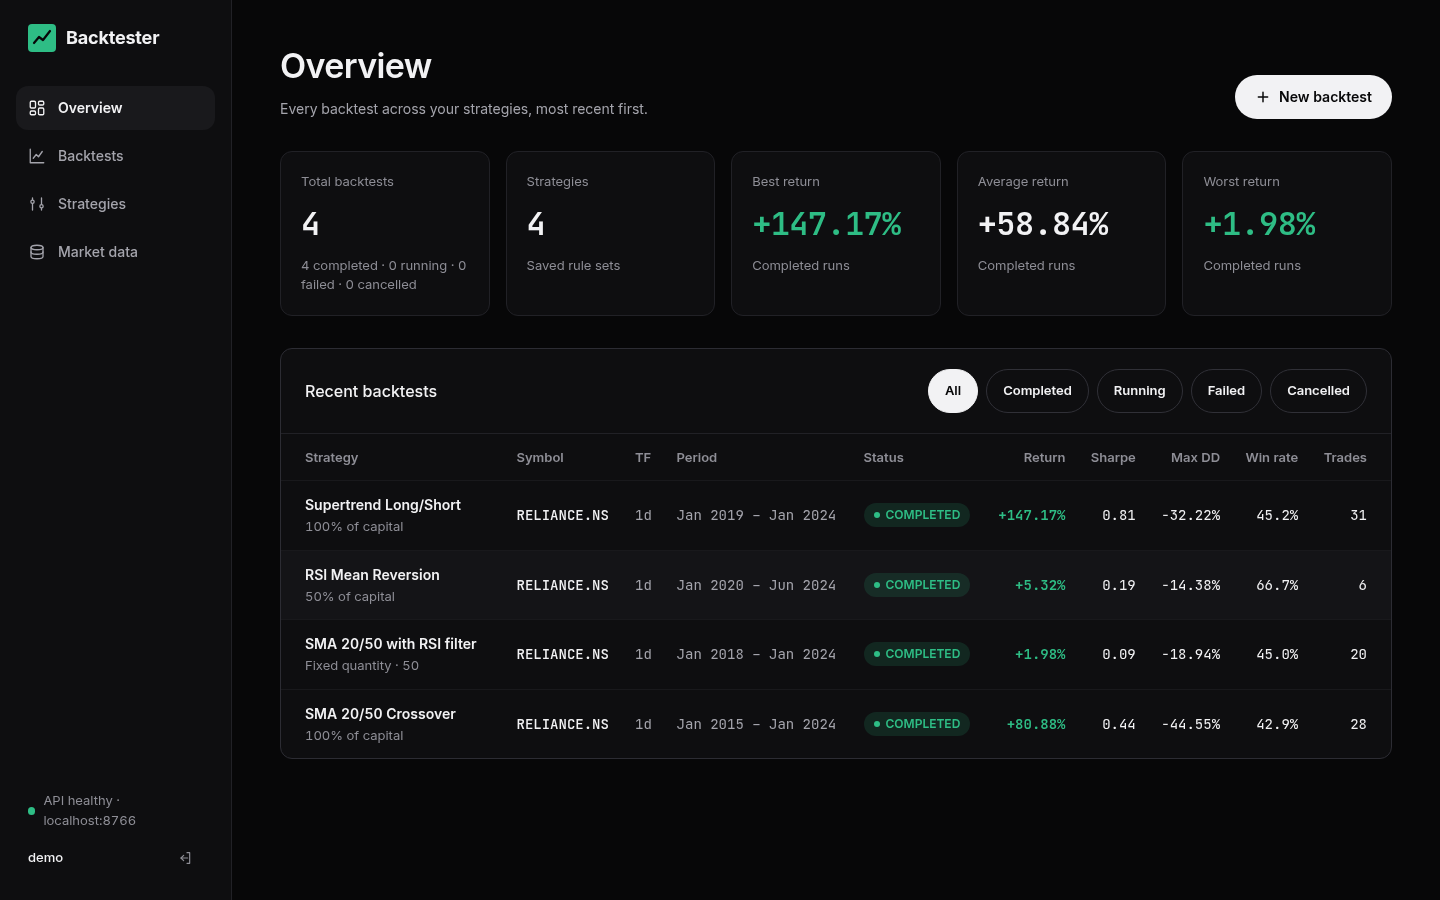 Backtester
Overview
Backtests
Strategies
Market data
API healthy ·
localhost:8766
demo
Overview
Every backtest across your strategies, most recent first.
New backtest
Total backtests
4
4 completed · 0 running · 0
failed · 0 cancelled
Strategies
4
Saved rule sets
Best return
+147.17%
Completed runs
Average return
+58.84%
Completed runs
Worst return
+1.98%
Completed runs
Recent backtests
All Completed Running Failed Cancelled
Strategy Symbol TF Period Status Return Sharpe Max DD Win rate Trades
Supertrend Long/Short
100% of capital
RELIANCE.NS 1d Jan 2019 – Jan 2024 COMPLETED +147.17% 0.81 -32.22% 45.2% 31
RSI Mean Reversion
50% of capital
RELIANCE.NS 1d Jan 2020 – Jun 2024 COMPLETED +5.32% 0.19 -14.38% 66.7% 6
SMA 20/50 with RSI filter
Fixed quantity · 50
RELIANCE.NS 1d Jan 2018 – Jan 2024 COMPLETED +1.98% 0.09 -18.94% 45.0% 20
SMA 20/50 Crossover
100% of capital
RELIANCE.NS 1d Jan 2015 – Jan 2024 COMPLETED +80.88% 0.44 -44.55% 42.9% 28